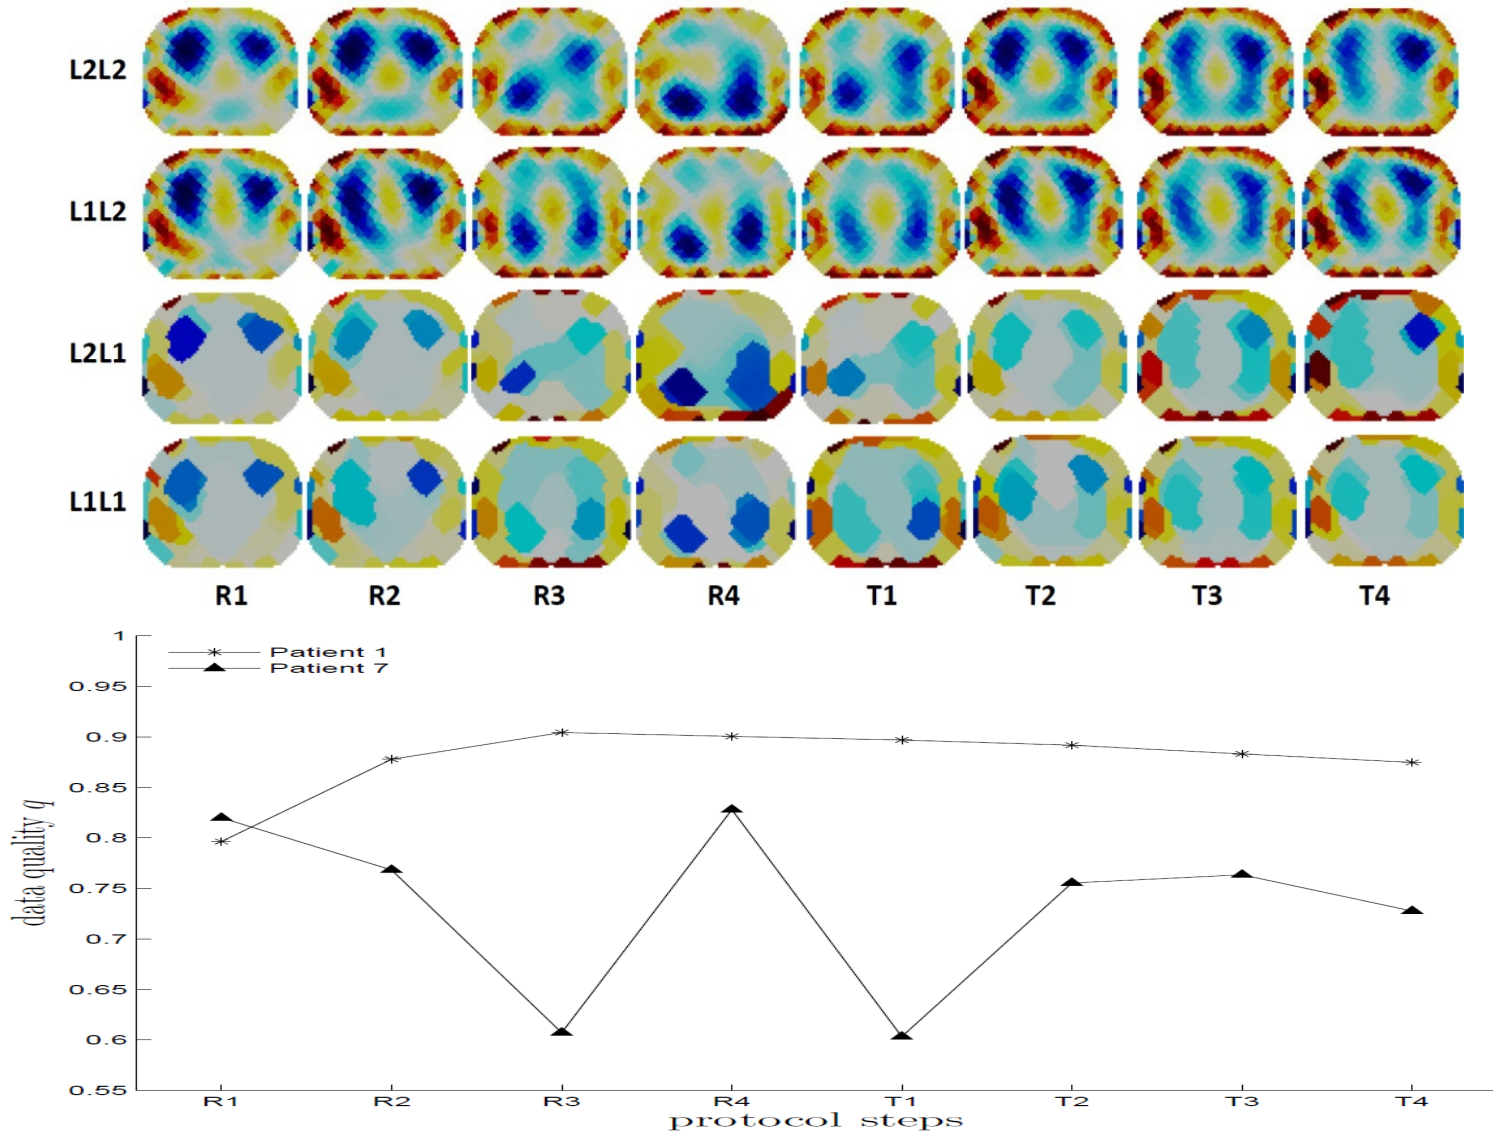 L2L2
L1L2
L2L1
L1L1
R1 R2 R3 R4 T1 T2 T3 T4
1
Patient 1
Patient 7
0.95
0.9
0.85
0.8
0.75
0.7
0.65
0.6
0.55
data quality q
R1 R2 R3 R4 T1 T2 T3 T4
protocol steps